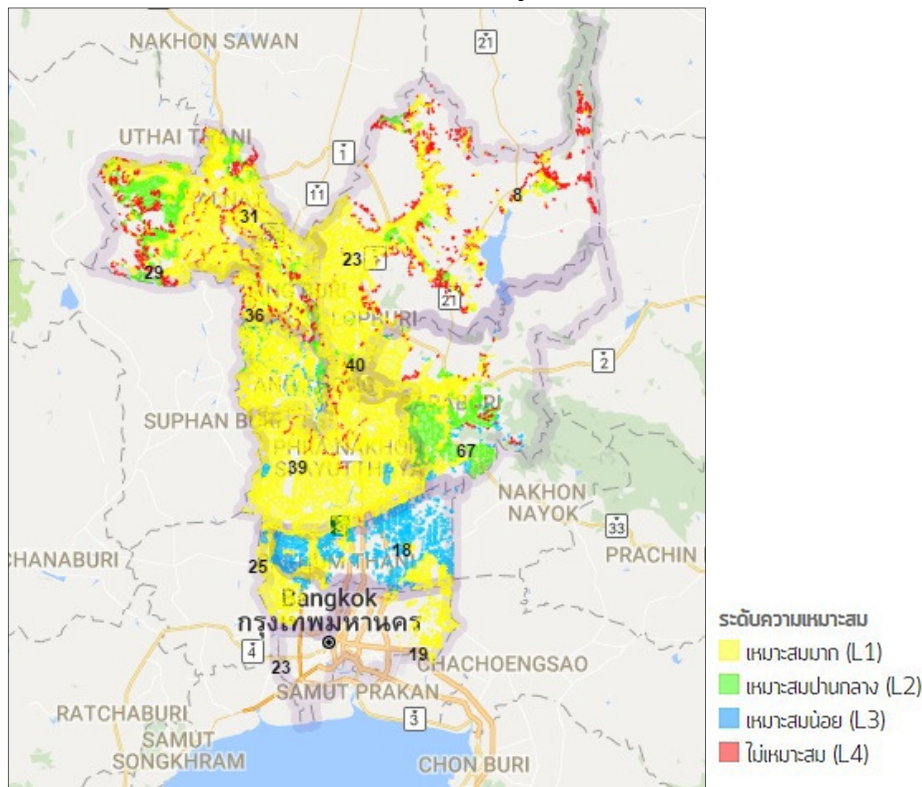 NAKHON SAWAN
21
UTHAI THANI
1
11
8
31
23
29
21
36
LOPBURI
40
2
SUPHAN BURI
PHRA NAKHON
SI AYUTTHAYA
67
39
NAKHON
NAYOK
33
CHANABURI
PRACHIN
18
25
Bangkok
กรุงเทพมหานคร
4
23
19
CHACHOENGSAO
SAMUT PRAKAN
RATCHABURI
3
SAMUT
SONGKHRAM
CHON BURI
ระดับความเหมาะสม
เหมาะสมมาก (L1)
เหมาะสมปานกลาง (L2)
เหมาะสมน้อย (L3)
ไม่เหมาะสม (L4)